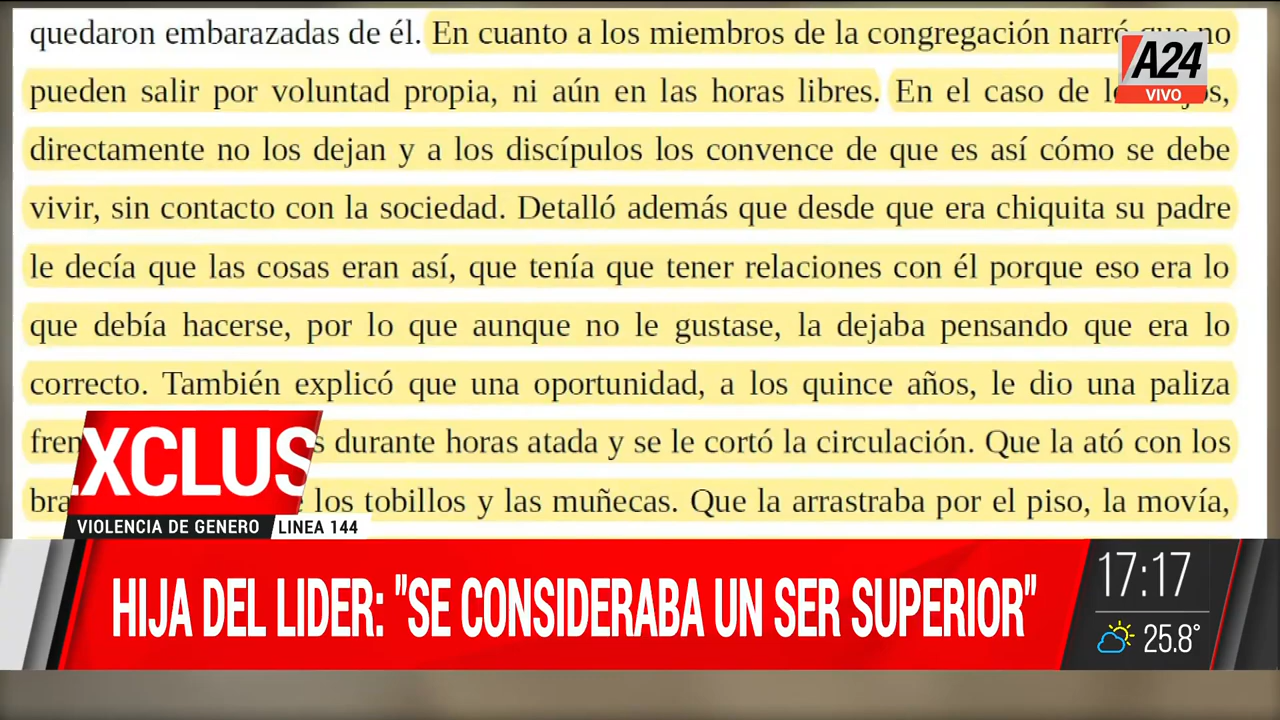 quedaron embarazadas de él. En cuanto a los miembros de la congregación narró no
pueden salir por voluntad propia, ni aún en las horas libres. En el caso de
directamente no los dejan y a los discípulos los convence de que es así cómo se debe
vivir, sin contacto con la sociedad. Detalló además que desde que era chiquita su padre
le decía que las cosas eran así, que tenía que tener relaciones con él porque eso era lo
que debía hacerse, por lo que aunque no le gustase, la dejaba pensando que era lo
correcto. También explicó que una oportunidad, a los quince años, le dio una paliza
durante horas atada y se le cortó la circulación. Que la ató con los
los tobillos y las muñecas. Que la arrastraba por el piso, la movía,
A24
VIVO
EXCLUS
VIOLENCIA DE GENERO LINEA 144
HIJA DEL LIDER: "SE CONSIDERABA UN SER SUPERIOR"
17:17
25.8°